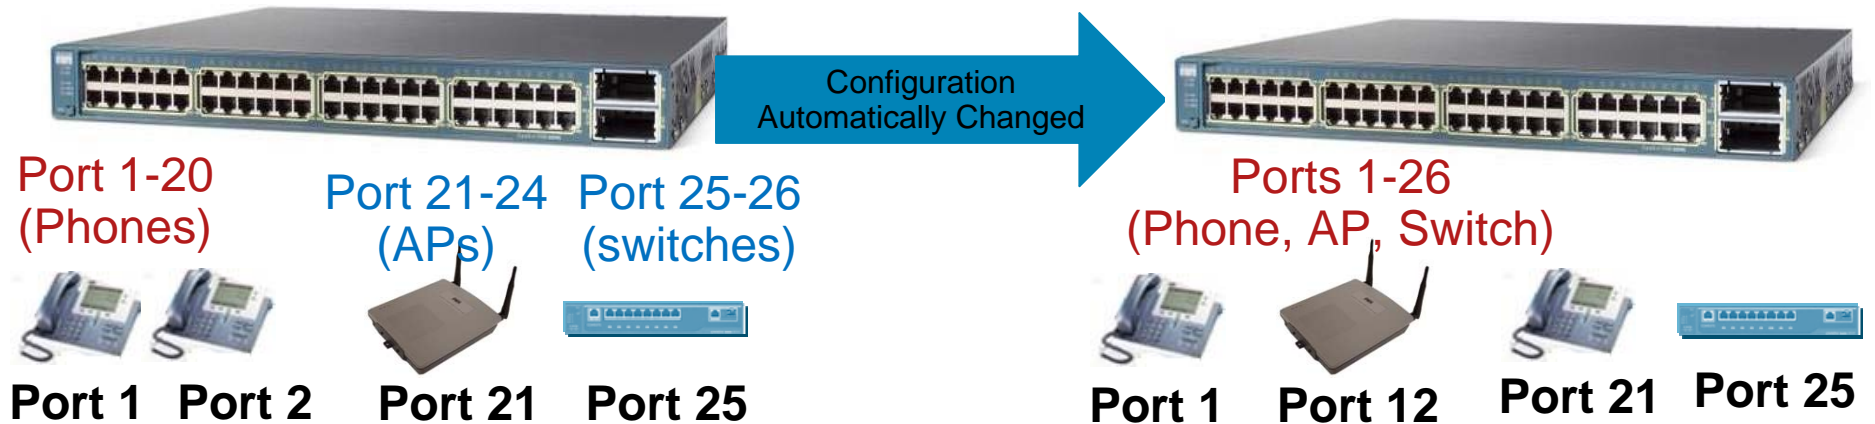 Configuration
Automatically Changed
Port 1-20
(Phones)
Port 21-24
(APs)
Port 25-26
(switches)
Ports 1-26
(Phone, AP, Switch)
Port 1
Port 2
Port 21
Port 25
Port 1
Port 12
Port 21
Port 25